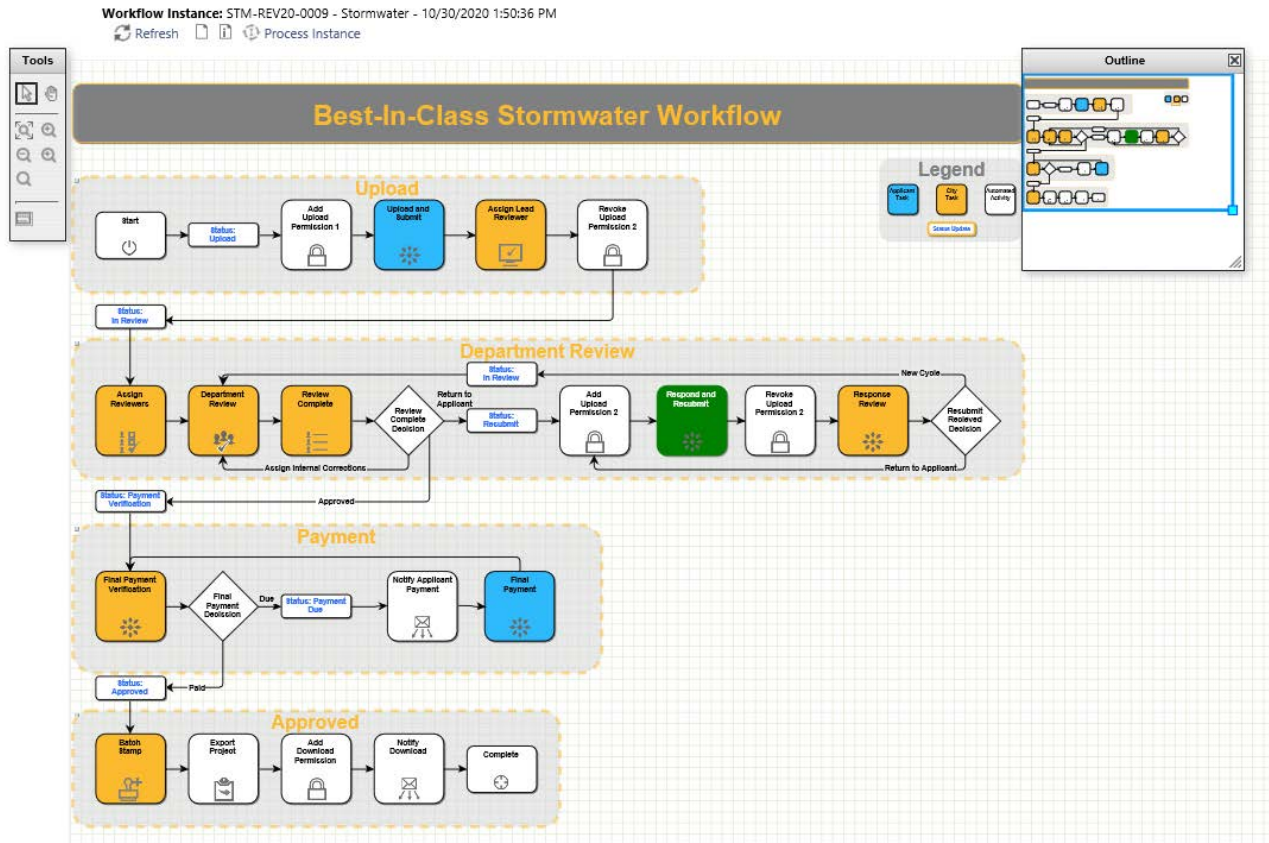 Workflow Instance: STM-REV20-0009 - Stormwater - 10/30/2020 1:50:36 PM
Refresh Process Instance
Tools
Outline
Best-In-Class Stormwater Workflow
Legend
Applicant
Task
City
Task
Automated
Activity
Status Update
Upload
Start
Status:
Upload
Add
Upload
Permission 1
Upload and
Submit
Assign Lead
Reviewer
Revoke
Upload
Permission 2
Status:
In Review
Department Review
Status:
In Review
New Cycle
Assign
Reviewers
Department
Review
Review
Complete
Review
Complete
Decision
Return to
Applicant
Status:
Resubmit
Add
Upload
Permission 2
Respond and
Resubmit
Revoke
Upload
Permission 2
Response
Review
Resubmit
Recieved
Decision
Assign Internal Corrections
Return to Applicant
Status: Payment
Verification
Approved
Payment
Final Payment
Verification
Final
Payment
Decission
Due
Status: Payment
Due
Notify Applicant
Payment
Final
Payment
Status:
Approved
Paid
Approved
Batch
Stamp
Export
Project
Add
Download
Permission
Notify
Download
Complete